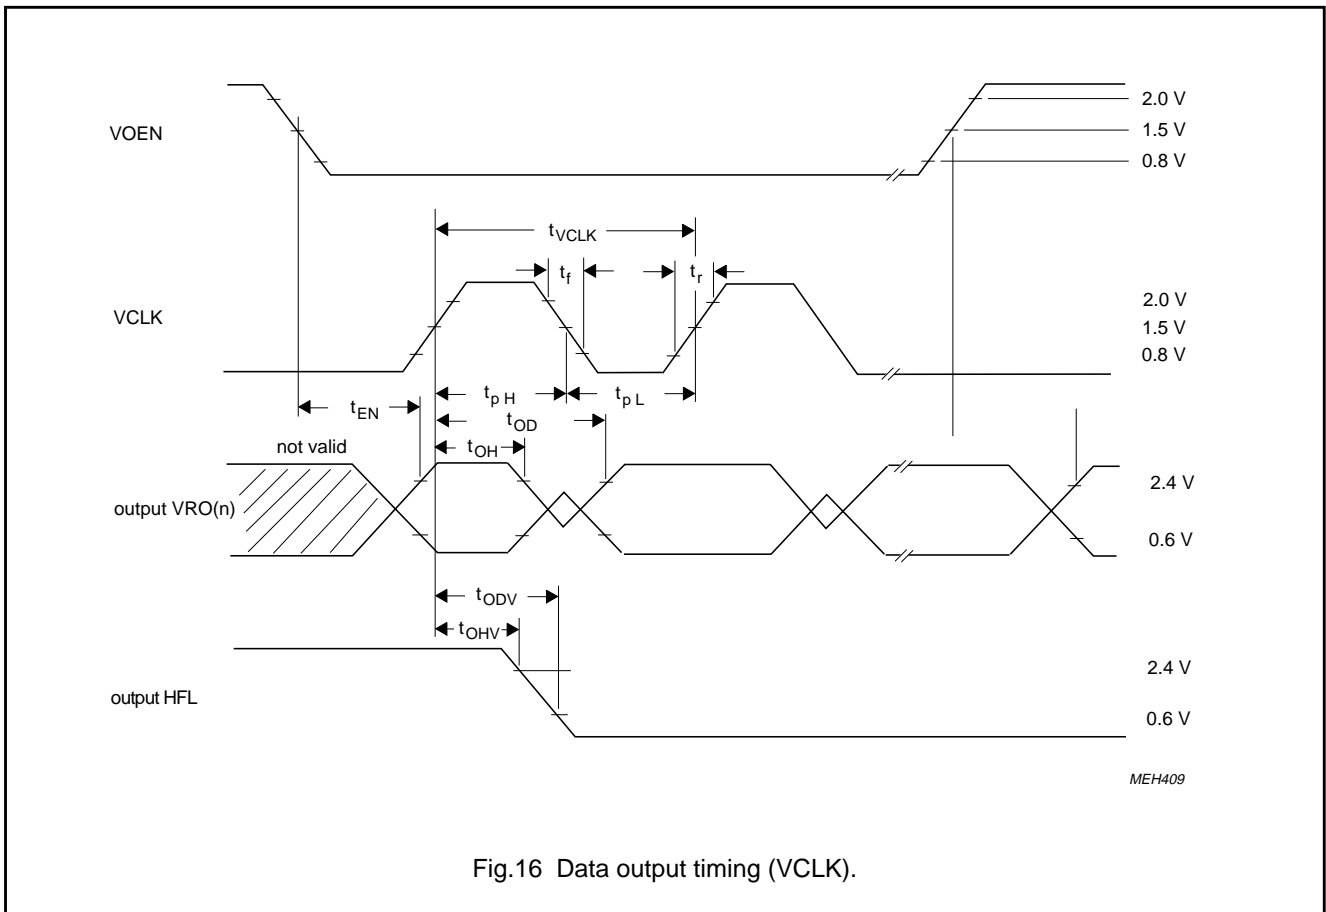 VOEN
2.0 V
1.5 V
0.8 V
tVCLK
tf
tr
VCLK
2.0 V
1.5 V
0.8 V
tp H
tp L
tEN
tOD
tOH
not valid
output VRO(n)
2.4 V
0.6 V
tODV
tOHV
output HFL
2.4 V
0.6 V
MEH409
Fig.16 Data output timing (VCLK).